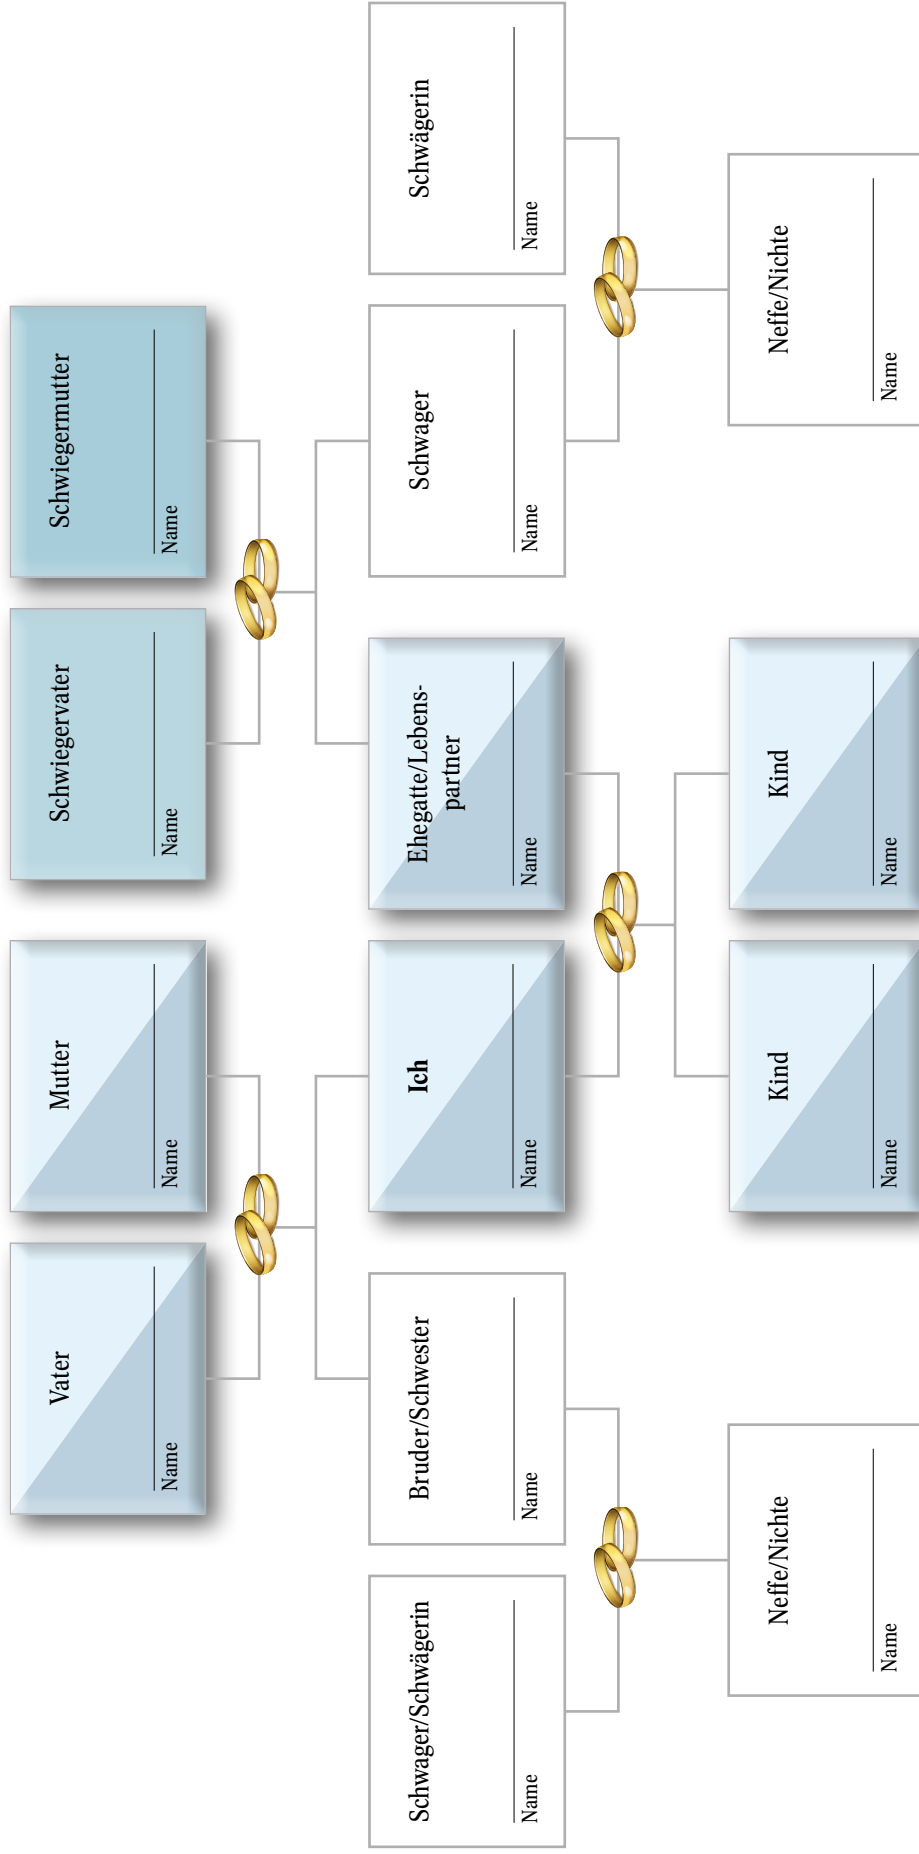 Vater
Name
Mutter
Name
Schwiegervater
Name
Schwiegermutter
Name
Schwager/Schwägerin
Name
Bruder/Schwester
Name
Ich
Name
Ehegatte/Lebens-
partner
Name
Schwager
Name
Schwägerin
Name
Neffe/Nichte
Name
Kind
Name
Kind
Name
Neffe/Nichte
Name